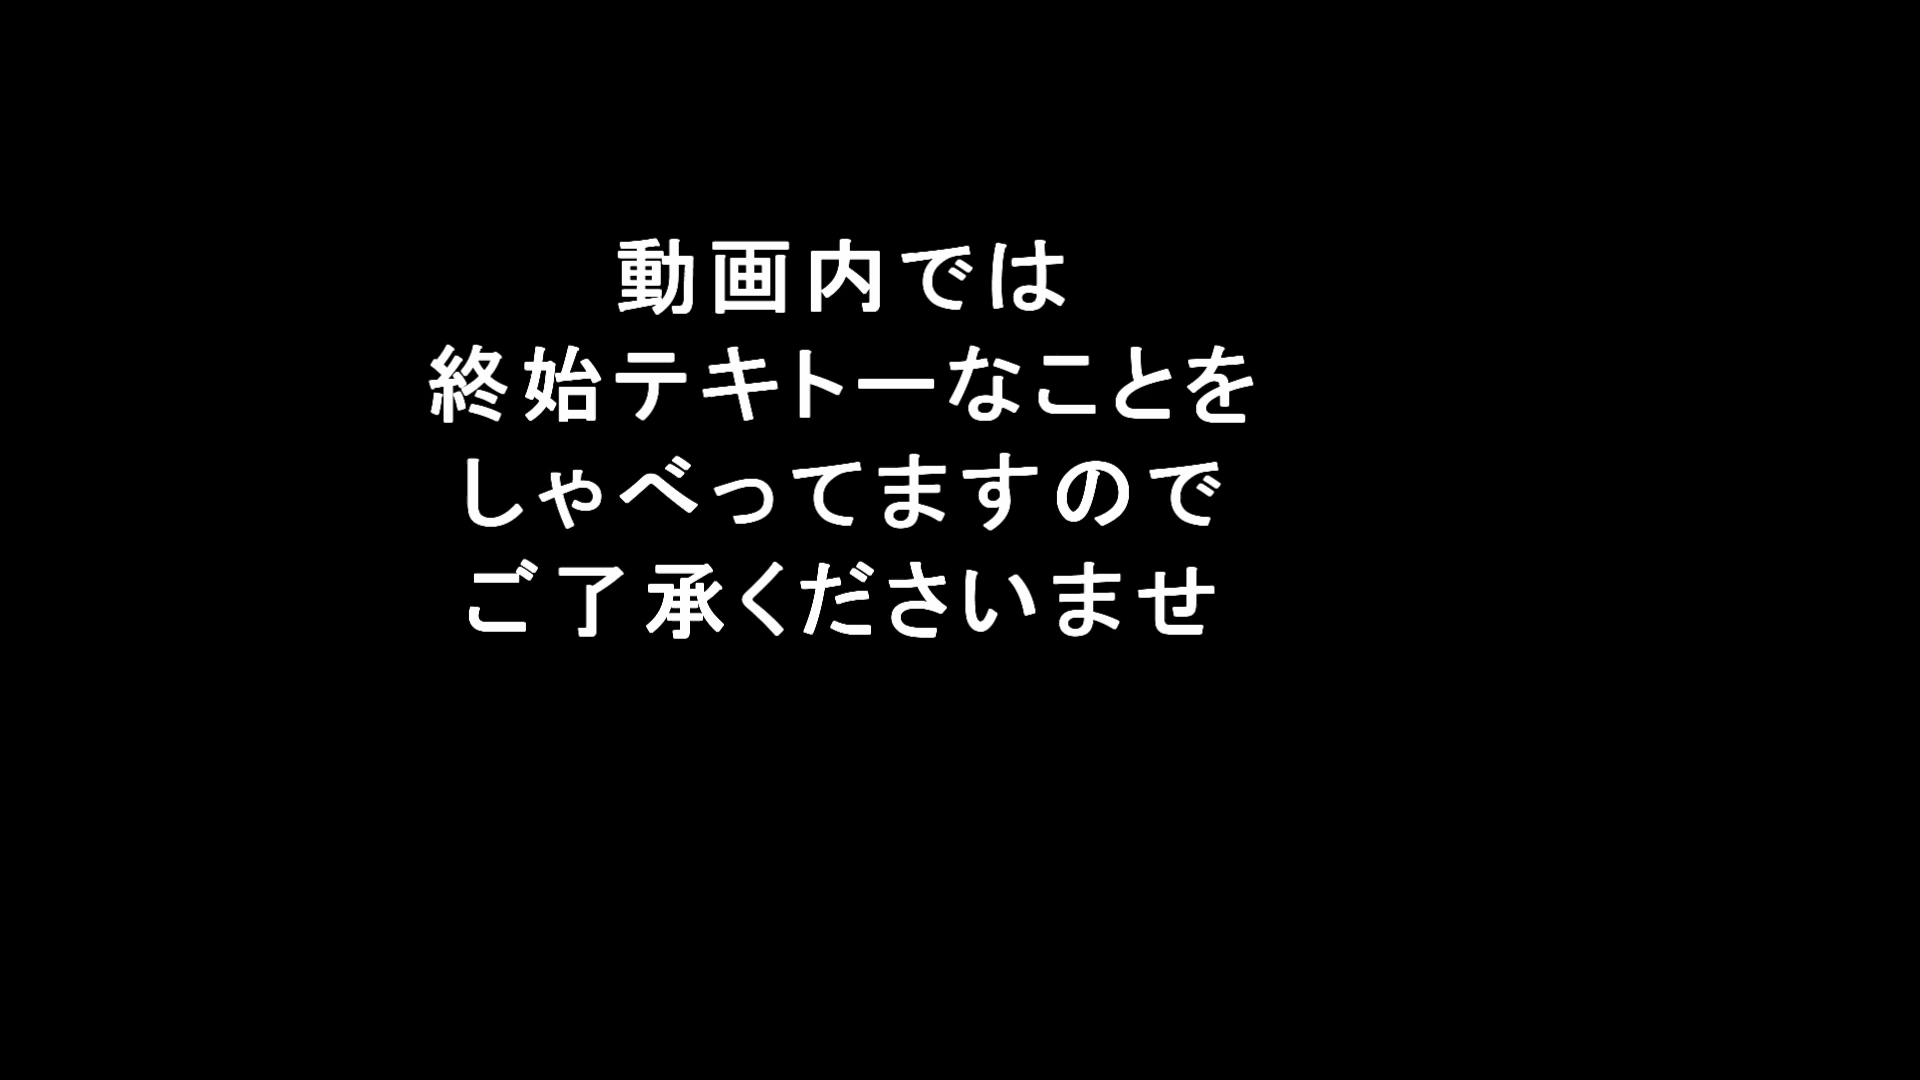 動画内では
終始テキトーなことを
しゃべってますので
ご了承くださいませ